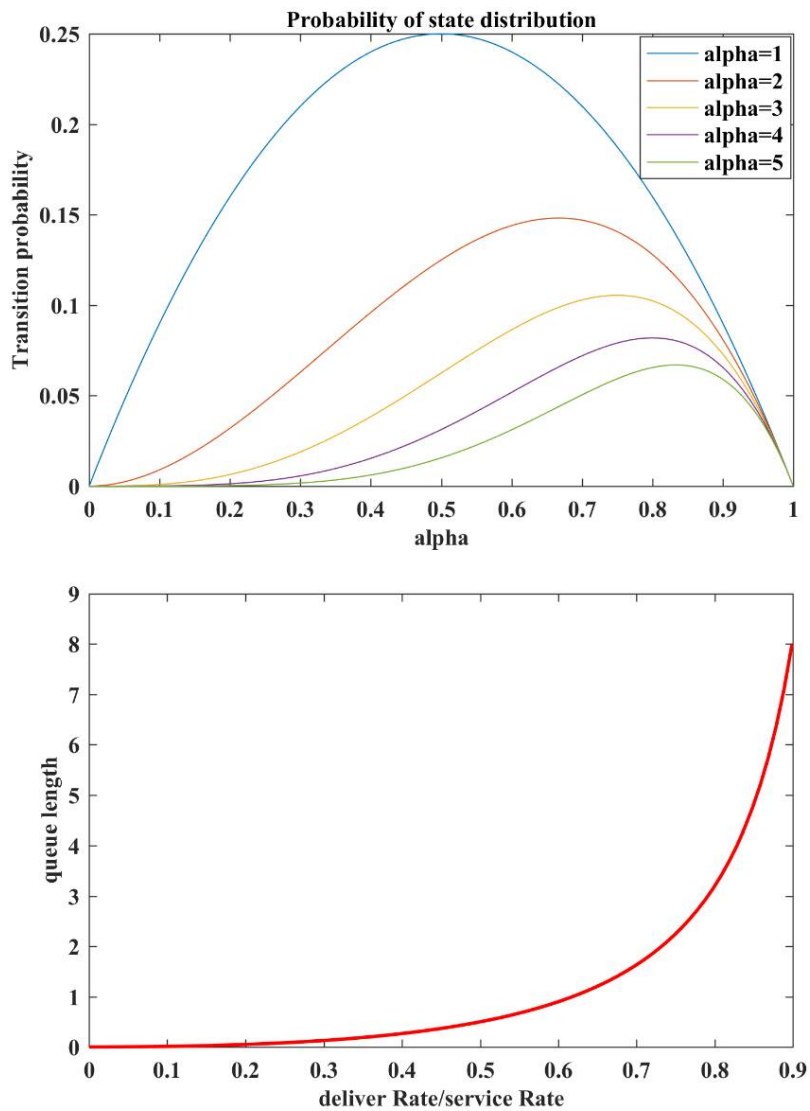 Probability of state distribution
0.25
0.2
0.15
0.1
0.05
0
Transition probability
alpha=1
alpha=2
alpha=3
alpha=4
alpha=5
0 0.1 0.2 0.3 0.4 0.5 0.6 0.7 0.8 0.9 1
alpha
9
8
7
6
5
4
3
2
1
0
queue length
0 0.1 0.2 0.3 0.4 0.5 0.6 0.7 0.8 0.9
deliver Rate/service Rate